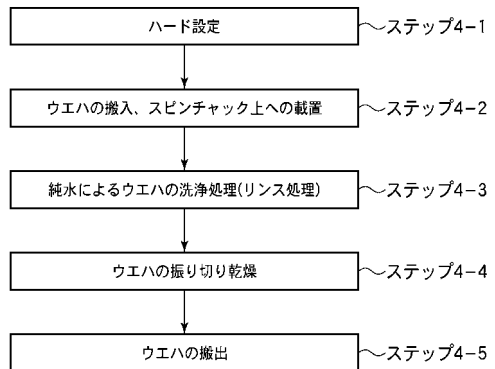 ハード設定
ステップ4-1
ウエハの搬入、スピンチャック上への載置
ステップ4-2
純水によるウエハの洗浄処理(リンス処理)
ステップ4-3
ウエハの振り切り乾燥
ステップ4-4
ウエハの搬出
ステップ4-5